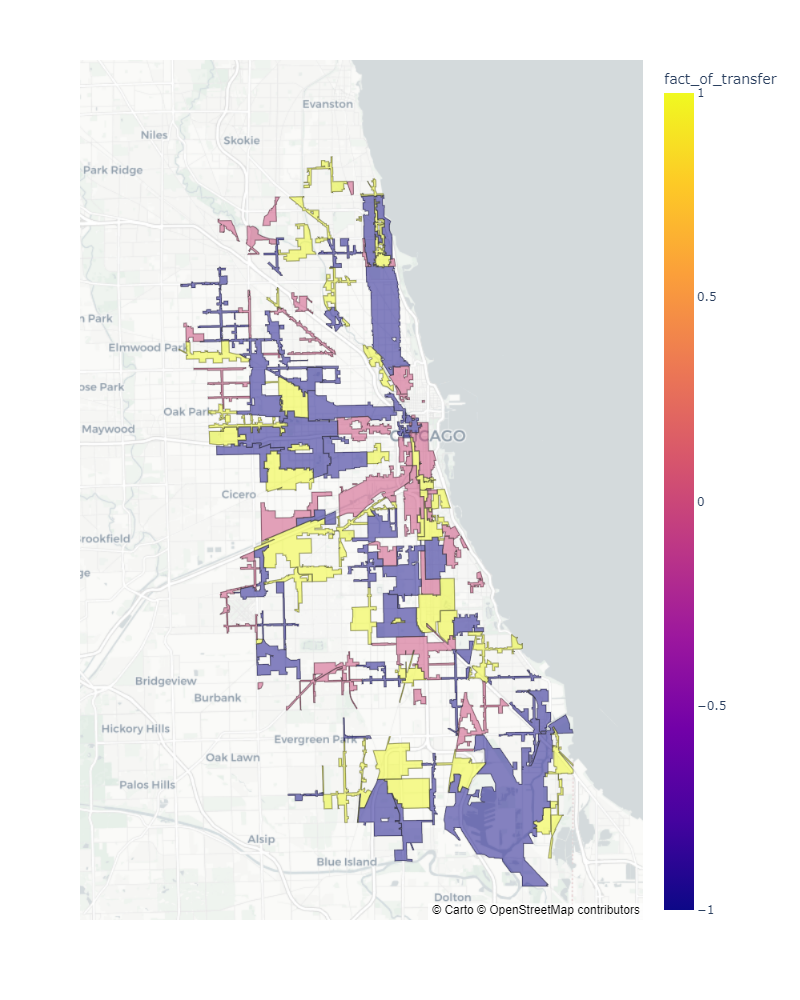 fact_of_transfer
1
0.5
0
−0.5
−1
Evanston
Niles
Skokie
Park Ridge
n Park
Elmwood Park
ose Park
Oak Park
Maywood
CHICAGO
Cicero
rookfield
ge
Bridgeview
Burbank
Hickory Hills
Evergreen Park
Oak Lawn
Palos Hills
Alsip
Blue Island
Dolton
© Carto © OpenStreetMap contributors